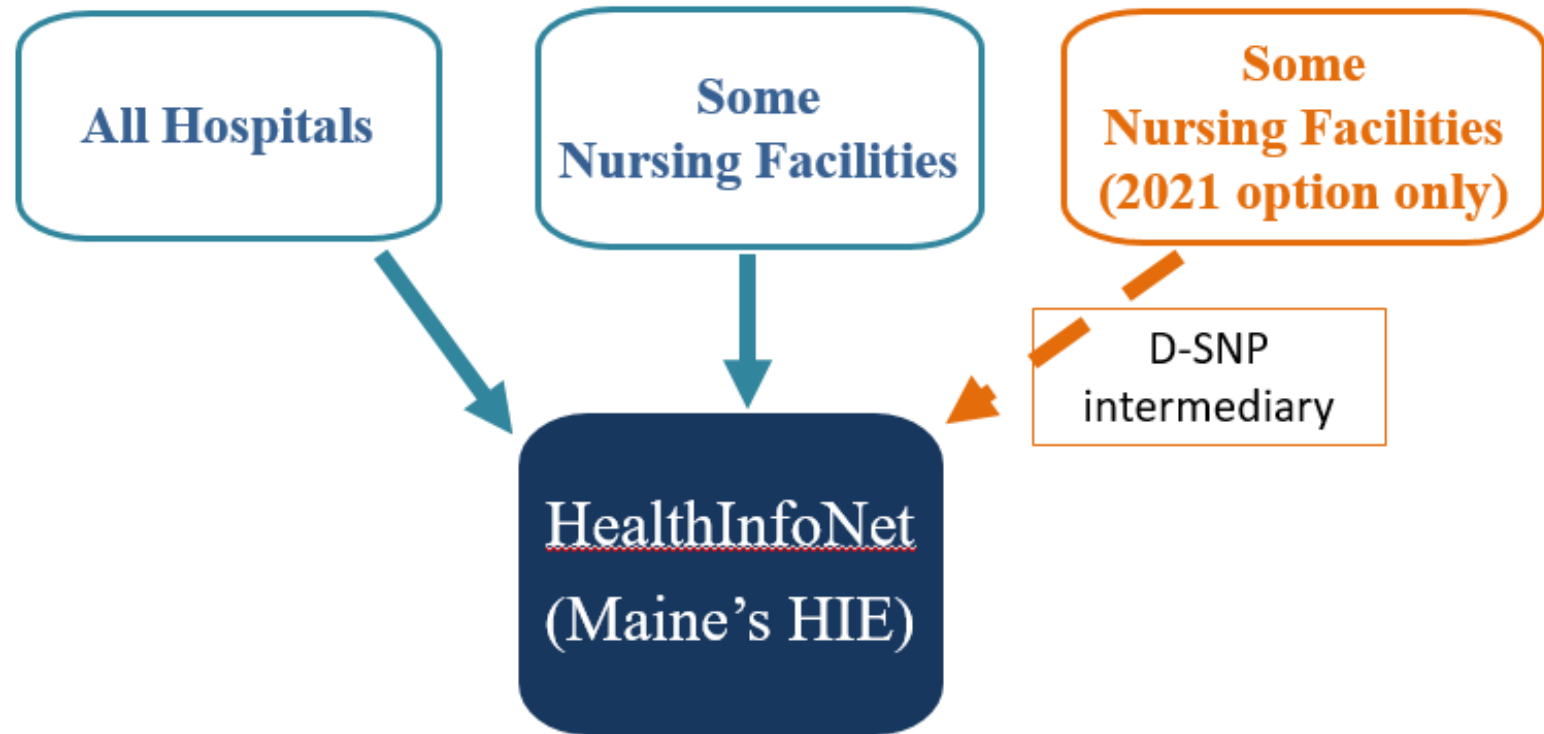 All Hospitals
Some
Nursing Facilities
Some
Nursing Facilities
(2021 option only)
D-SNP
intermediary
HealthInfoNet
(Maine’s HIE)